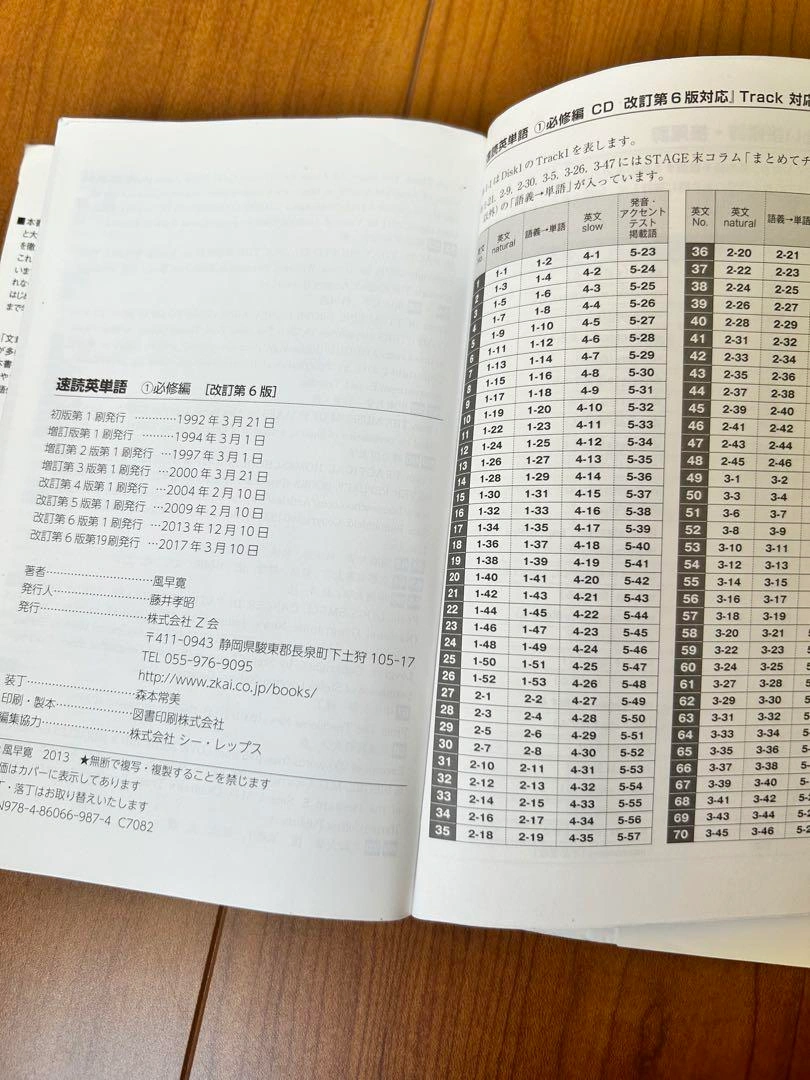 ■本書
と大
を徹
これ
いま
れな
はじめ
まで
「文章
が多
本書
や
速読英単語 ①必修編 [改訂第6版]
初版第1刷発行 …………1992年3月21日
増訂版第1刷発行 ………1994年3月1日
増訂第2版第1刷発行 …1997年3月1日
増訂第3版第1刷発行 …2000年3月21日
改訂第4版第1刷発行 …2004年2月10日
改訂第5版第1刷発行 …2009年2月10日
改訂第6版第1刷発行 …2013年12月10日
改訂第6版第19刷発行 …2017年3月10日
著者……………………………風早寛
発行人…………………………藤井孝昭
発行……………………………株式会社Z会
〒411-0943 静岡県駿東郡長泉町下土狩105-17
TEL 055-976-9095
http://www.zkai.co.jp/books/
装丁……………………………森本常美
印刷・製本……………………図書印刷株式会社
編集協力………………………株式会社 シー・レップス
風早寛 2013 ★無断で複写・複製することを禁じます
価はカバーに表示してあります
丁・落丁はお取り替えいたします
N978-4-86066-987-4 C7082
速読英単語 ①必修編 CD 改訂第6版対応』Track 対応
1-1はDisk1のTrack1を表します。
-21, 2-9, 2-30, 3-5, 3-26, 3-47にはSTAGE末コラム「まとめてチ
以外）の「語義→単語」が入っています。
英文 No. 英文 natural 語義→単語 英文 slow 発音・アクセントテスト掲載語
1 1-1 1-2 4-1 5-23
2 1-3 1-4 4-2 5-24
3 1-5 1-6 4-3 5-25
4 1-7 1-8 4-4 5-26
5 1-9 1-10 4-5 5-27
6 1-11 1-12 4-6 5-28
7 1-13 1-14 4-7 5-29
8 1-15 1-16 4-8 5-30
9 1-17 1-18 4-9 5-31
10 1-19 1-20 4-10 5-32
11 1-22 1-23 4-11 5-33
12 1-24 1-25 4-12 5-34
13 1-26 1-27 4-13 5-35
14 1-28 1-29 4-14 5-36
15 1-30 1-31 4-15 5-37
16 1-32 1-33 4-16 5-38
17 1-34 1-35 4-17 5-39
18 1-36 1-37 4-18 5-40
19 1-38 1-39 4-19 5-41
20 1-40 1-41 4-20 5-42
21 1-42 1-43 4-21 5-43
22 1-44 1-45 4-22 5-44
23 1-46 1-47 4-23 5-45
24 1-48 1-49 4-24 5-46
25 1-50 1-51 4-25 5-47
26 1-52 1-53 4-26 5-48
27 2-1 2-2 4-27 5-49
28 2-3 2-4 4-28 5-50
29 2-5 2-6 4-29 5-51
30 2-7 2-8 4-30 5-52
31 2-10 2-11 4-31 5-53
32 2-12 2-13 4-32 5-54
33 2-14 2-15 4-33 5-55
34 2-16 2-17 4-34 5-56
35 2-18 2-19 4-35 5-57
英文 No. 英文 natural 語義→単語
36 2-20 2-21
37 2-22 2-23
38 2-24 2-25
39 2-26 2-27
40 2-28 2-29
41 2-31 2-32
42 2-33 2-34
43 2-35 2-36
44 2-37 2-38
45 2-39 2-40
46 2-41 2-42
47 2-43 2-44
48 2-45 2-46
49 3-1 3-2
50 3-3 3-4
51 3-6 3-7
52 3-8 3-9
53 3-10 3-11
54 3-12 3-13
55 3-14 3-15
56 3-16 3-17
57 3-18 3-19
58 3-20 3-21
59 3-22 3-23
60 3-24 3-25
61 3-27 3-28
62 3-29 3-30
63 3-31 3-32
64 3-33 3-34
65 3-35 3-36
66 3-37 3-38
67 3-39 3-40
68 3-41 3-42
69 3-43 3-44
70 3-45 3-46